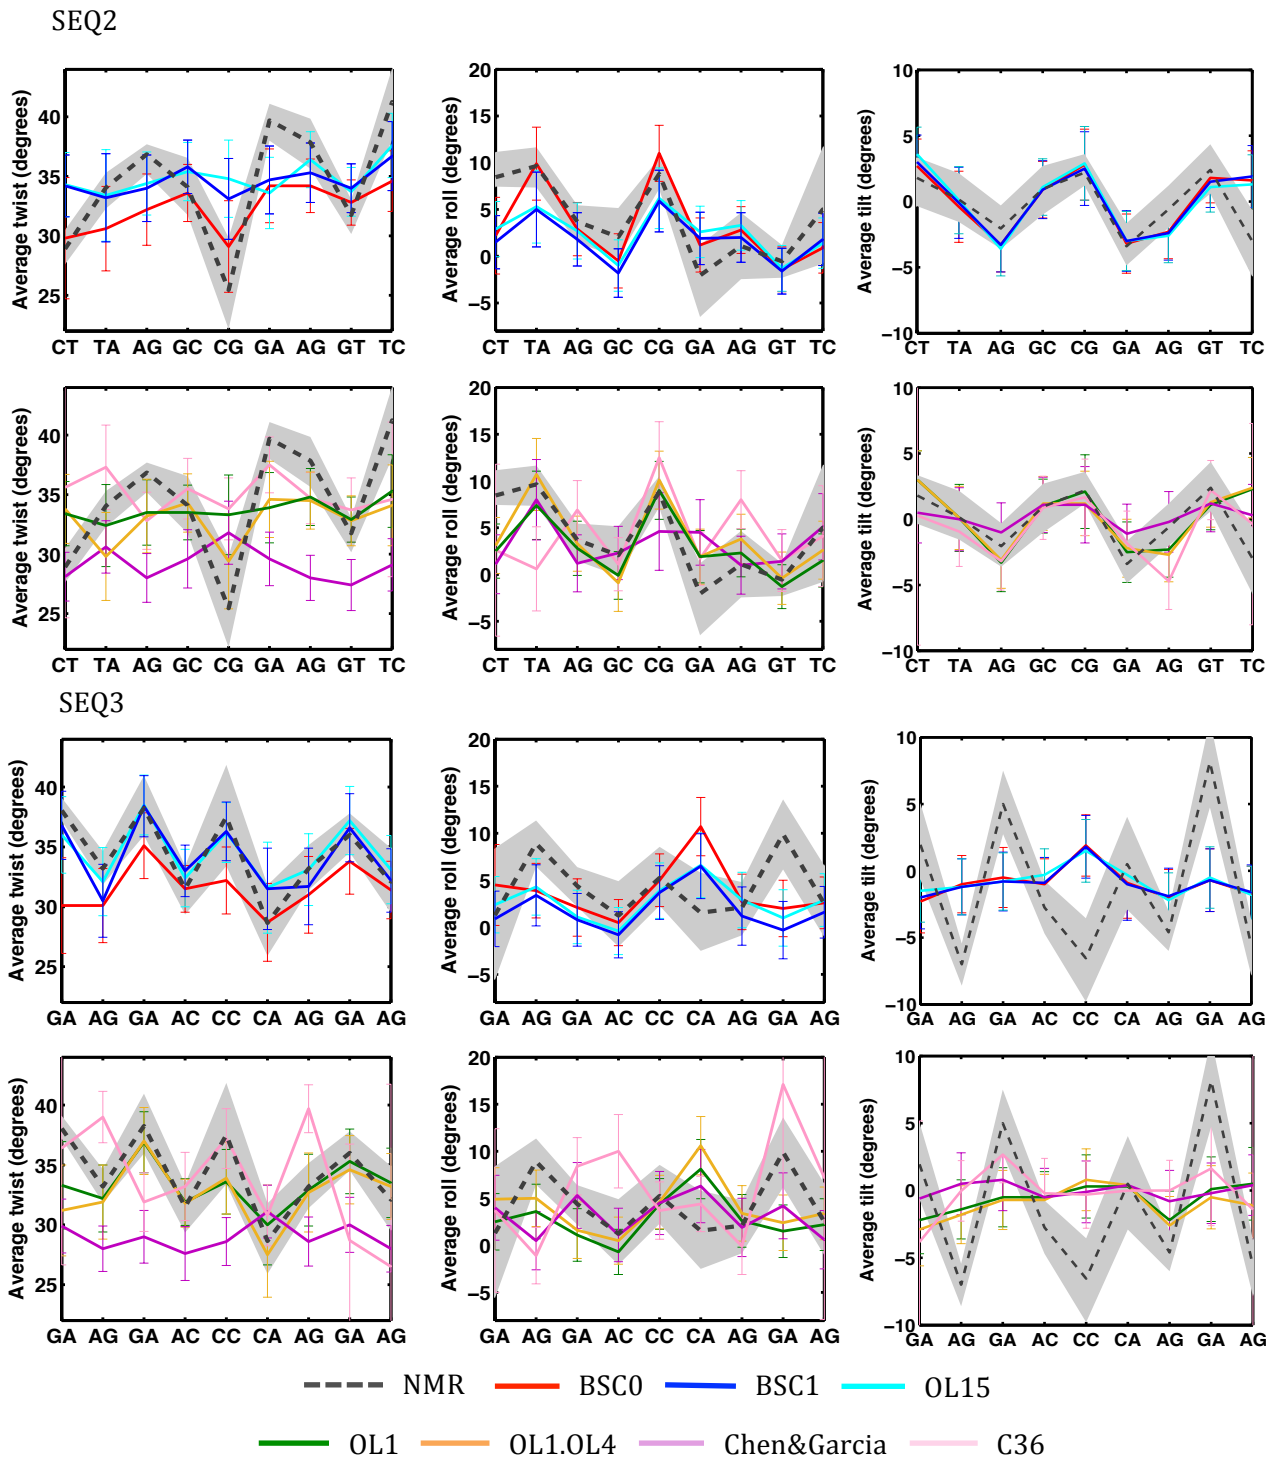 SEQ2
Average twist (degrees)
40
35
30
25
CT TA AG GC CG GA AG GT TC
Average roll (degrees)
20
15
10
5
0
−5
CT TA AG GC CG GA AG GT TC
Average tilt (degrees)
10
5
0
−5
−10
CT TA AG GC CG GA AG GT TC
Average twist (degrees)
40
35
30
25
CT TA AG GC CG GA AG GT TC
Average roll (degrees)
20
15
10
5
0
−5
CT TA AG GC CG GA AG GT TC
Average tilt (degrees)
10
5
0
−5
−10
CT TA AG GC CG GA AG GT TC
SEQ3
Average twist (degrees)
40
35
30
25
GA AG GA AC CC CA AG GA AG
Average roll (degrees)
20
15
10
5
0
−5
GA AG GA AC CC CA AG GA AG
Average tilt (degrees)
10
5
0
−5
−10
GA AG GA AC CC CA AG GA AG
Average twist (degrees)
40
35
30
25
GA AG GA AC CC CA AG GA AG
Average roll (degrees)
20
15
10
5
0
−5
GA AG GA AC CC CA AG GA AG
Average tilt (degrees)
10
5
0
−5
−10
GA AG GA AC CC CA AG GA AG
NMR BSC0 BSC1 OL15
OL1 OL1.OL4 Chen&Garcia C36